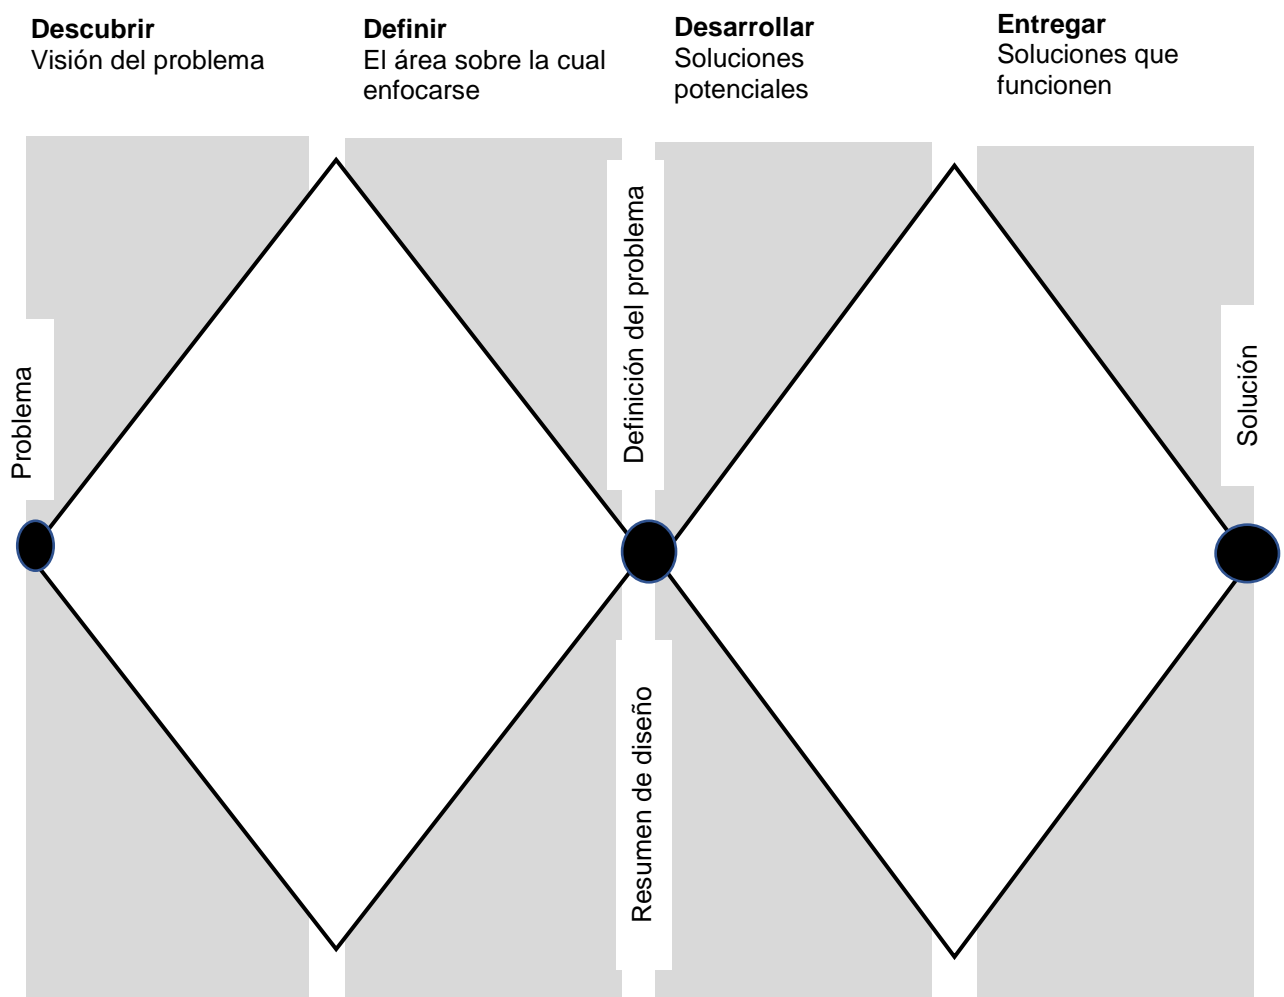 Descubrir
Visión del problema
Definir
El área sobre la cual
enfocarse
Desarrollar
Soluciones
potenciales
Entregar
Soluciones que
funcionen
Problema
Definición del problema
Resumen de diseño
Solución